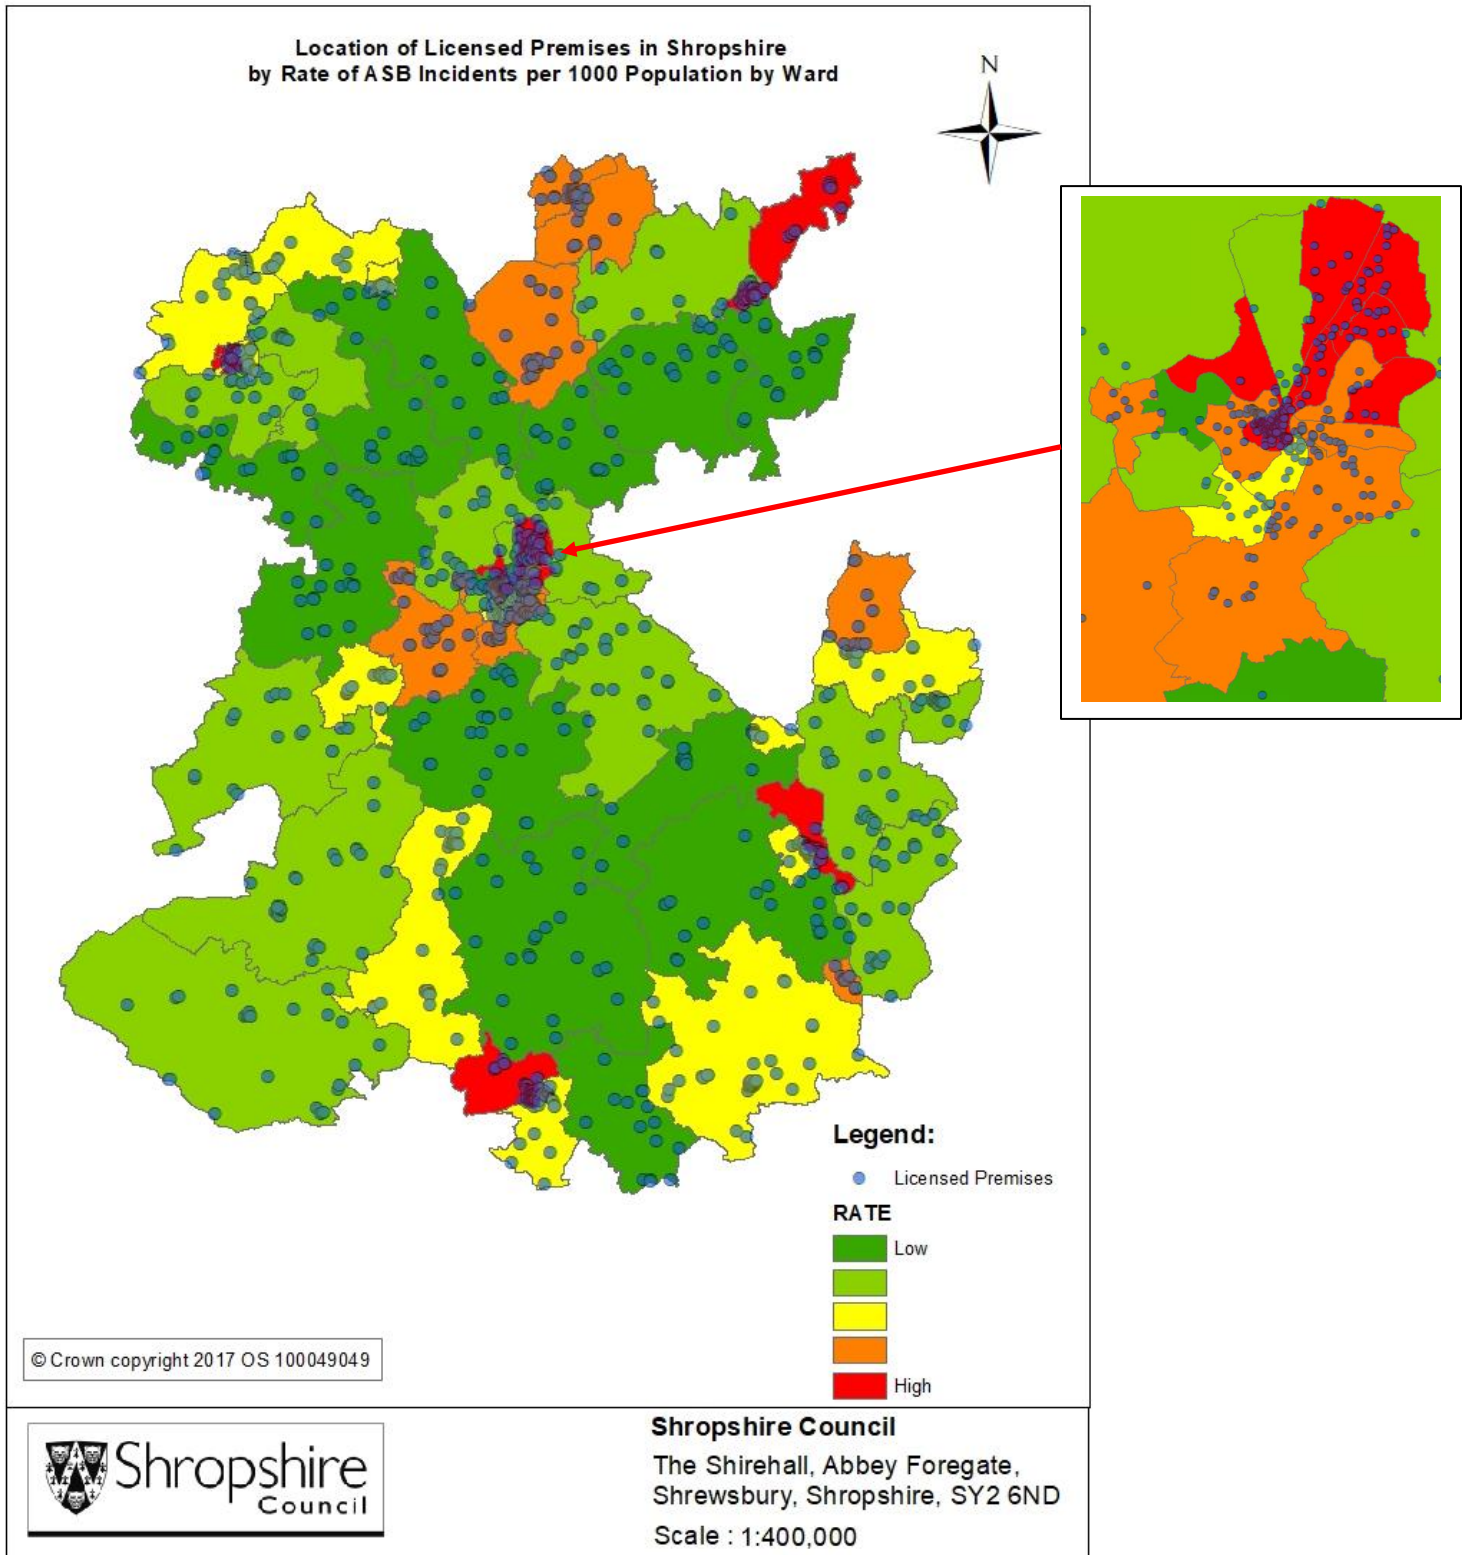 Location of Licensed Premises in Shropshire
by Rate of ASB Incidents per 1000 Population by Ward
N
Legend:
Licensed Premises
RATE
Low
High
© Crown copyright 2017 OS 100049049
Shropshire
Council
Shropshire Council
The Shirehall, Abbey Foregate,
Shrewsbury, Shropshire, SY2 6ND
Scale : 1:400,000